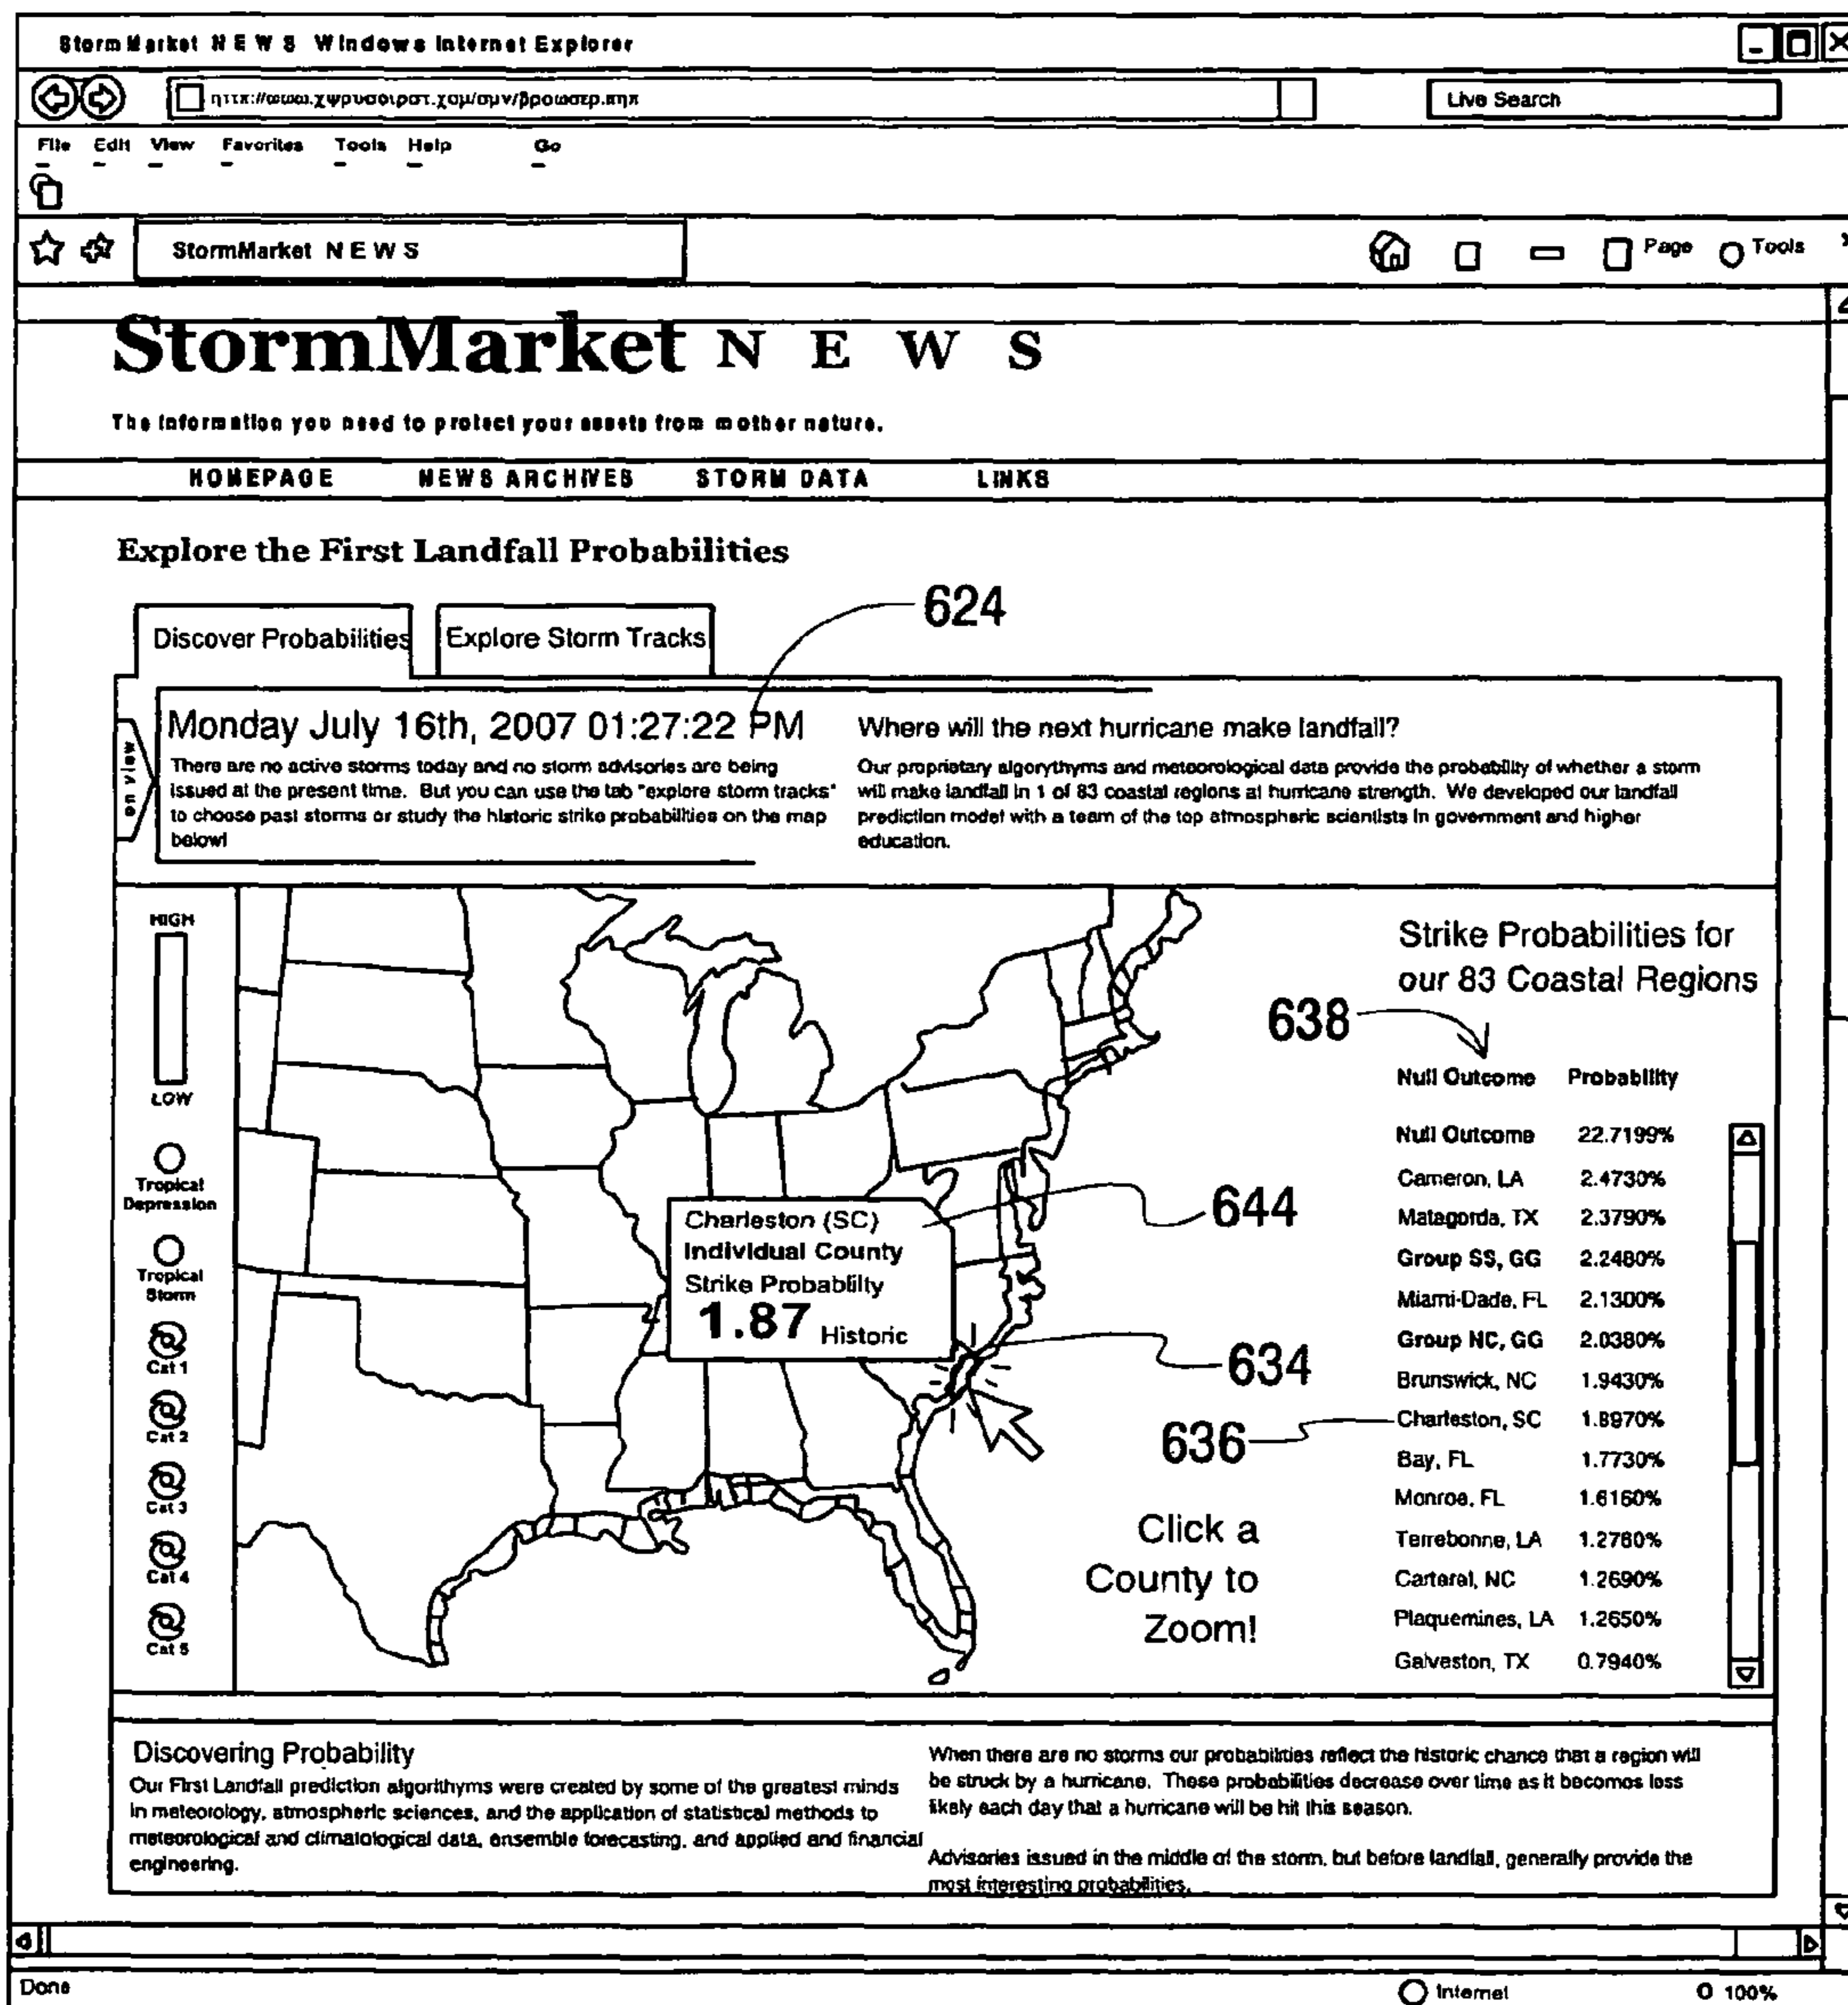 StormMarket N E W S Windows Internet Explorer
ηττπ://ωωω.χψρυσοιρστ.χομ/σμν/βροωσερ.πηπ
Live Search
File Edit View Favorites Tools Help Go
StormMarket N E W S
Page Tools
StormMarket N E W S
The information you need to protect your assets from mother nature.
HOMEPAGE NEWS ARCHIVES STORM DATA LINKS
Explore the First Landfall Probabilities
624
Discover Probabilities Explore Storm Tracks
on view
Monday July 16th, 2007 01:27:22 PM
There are no active storms today and no storm advisories are being
issued at the present time. But you can use the tab "explore storm tracks"
to choose past storms or study the historic strike probabilities on the map
below!
Where will the next hurricane make landfall?
Our proprietary algorythyms and meteorological data provide the probability of whether a storm
will make landfall in 1 of 83 coastal regions at hurricane strength. We developed our landfall
prediction model with a team of the top atmospheric scientists in government and higher
education.
HIGH
LOW
Tropical
Depression
Tropical
Storm
Cat 1
Cat 2
Cat 3
Cat 4
Cat 5
Charleston (SC)
Individual County
Strike Probability
1.87 Historic
644
634
636
638
Click a
County to
Zoom!
Strike Probabilities for
our 83 Coastal Regions
Null Outcome Probability
Null Outcome 22.7199%
Cameron, LA 2.4730%
Matagorda, TX 2.3790%
Group SS, GG 2.2480%
Miami-Dade, FL 2.1300%
Group NC, GG 2.0380%
Brunswick, NC 1.9430%
Charleston, SC 1.8970%
Bay, FL 1.7730%
Monroe, FL 1.6160%
Terrebonne, LA 1.2760%
Carteret, NC 1.2690%
Plaquemines, LA 1.2650%
Galveston, TX 0.7940%
Discovering Probability
Our First Landfall prediction algorithyms were created by some of the greatest minds
in meteorology, atmospheric sciences, and the application of statistical methods to
meteorological and climatological data, ensemble forecasting, and applied and financial
engineering.
When there are no storms our probabilities reflect the historic chance that a region will
be struck by a hurricane. These probabilities decrease over time as it becomes less
likely each day that a hurricane will be hit this season.
Advisories issued in the middle of the storm, but before landfall, generally provide the
most interesting probabilities.
Done
Internet
100%